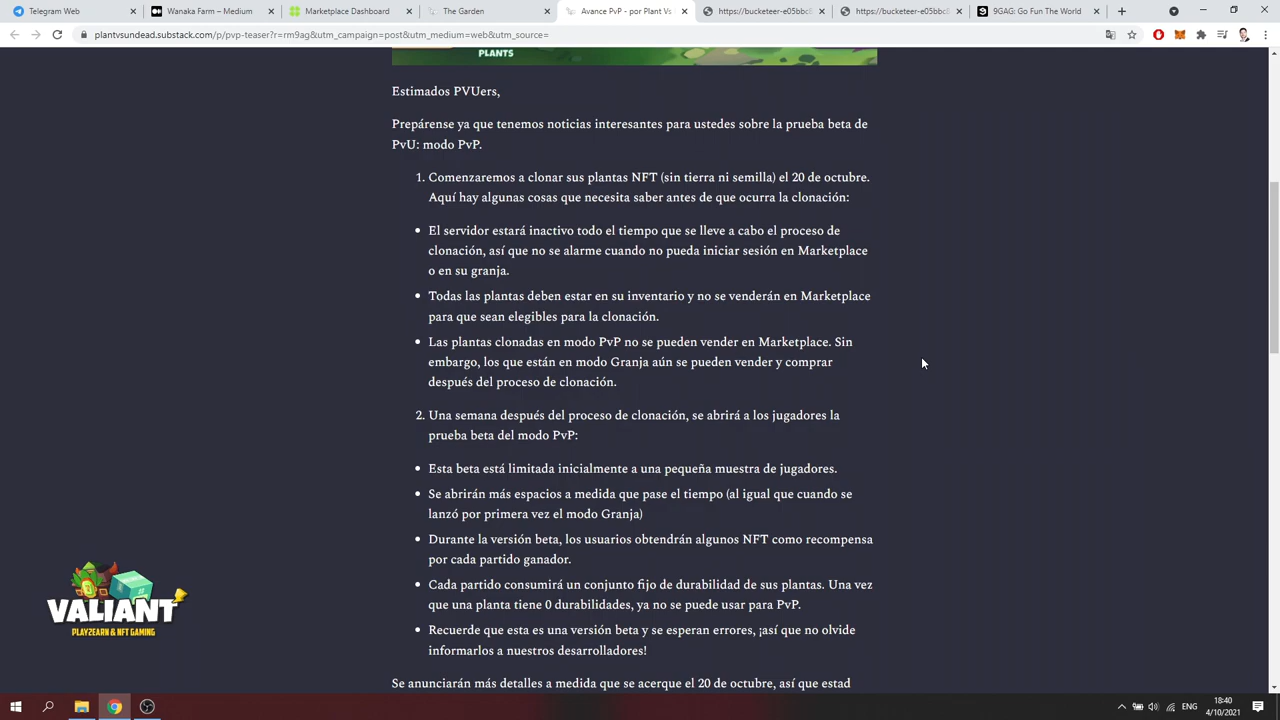 Telegram Web
Wanaka Farm – Medium
Marketplace Dashboard
The Garden
Avance PvP - por Plant Vs
https://bucketeer-e05bbc8
https://bucketeer-e05bbc
9GAG: Go Fun The World
plantvsundead.substack.com/p/pvp-teaser?r=rm9ag&utm_campaign=post&utm_medium=web&utm_source=
PLANTS
Estimados PVUers,
Prepárense ya que tenemos noticias interesantes para ustedes sobre la prueba beta de
PvU: modo PvP.
1. Comenzaremos a clonar sus plantas NFT (sin tierra ni semilla) el 20 de octubre.
Aquí hay algunas cosas que necesita saber antes de que ocurra la clonación:
• El servidor estará inactivo todo el tiempo que se lleve a cabo el proceso de
clonación, así que no se alarme cuando no pueda iniciar sesión en Marketplace
o en su granja.
• Todas las plantas deben estar en su inventario y no se venderán en Marketplace
para que sean elegibles para la clonación.
• Las plantas clonadas en modo PvP no se pueden vender en Marketplace. Sin
embargo, los que están en modo Granja aún se pueden vender y comprar
después del proceso de clonación.
2. Una semana después del proceso de clonación, se abrirá a los jugadores la
prueba beta del modo PvP:
• Esta beta está limitada inicialmente a una pequeña muestra de jugadores.
• Se abrirán más espacios a medida que pase el tiempo (al igual que cuando se
lanzó por primera vez el modo Granja)
• Durante la versión beta, los usuarios obtendrán algunos NFT como recompensa
por cada partido ganador.
• Cada partido consumirá un conjunto fijo de durabilidad de sus plantas. Una vez
que una planta tiene 0 durabilidades, ya no se puede usar para PvP.
• Recuerde que esta es una versión beta y se esperan errores, ¡así que no olvide
informarlos a nuestros desarrolladores!
Se anunciarán más detalles a medida que se acerque el 20 de octubre, así que estad
VALIANT
PLAY2EARN & NFT GAMING
ENG
18:40
4/10/2021